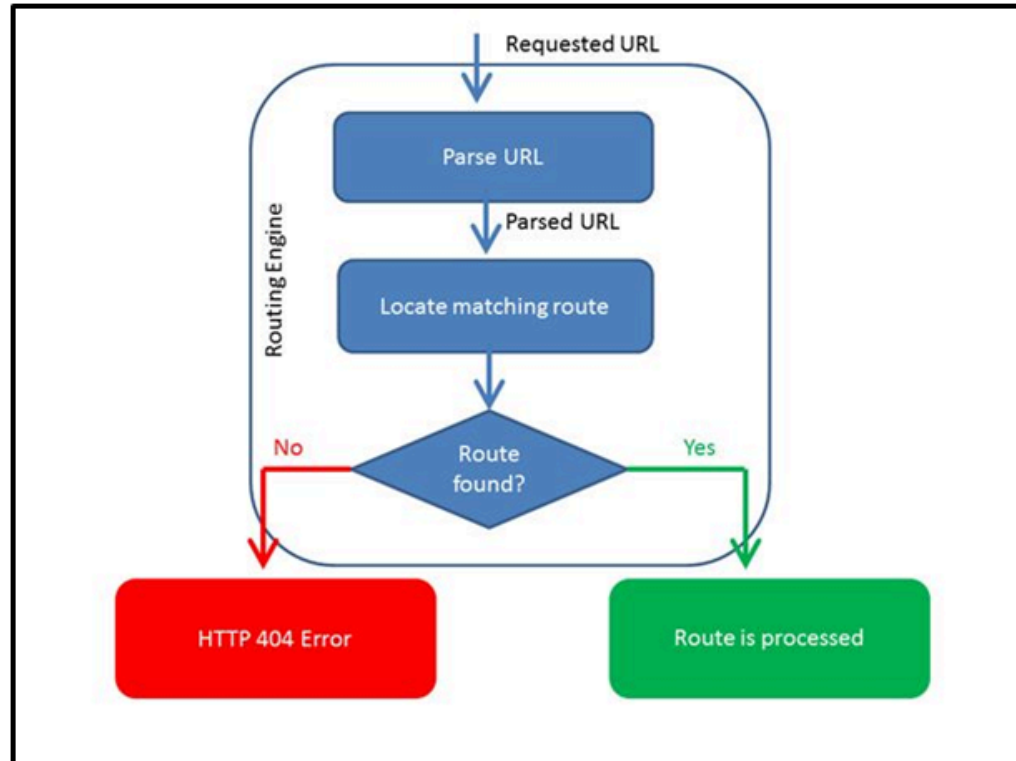 Requested URL
Parse URL
Parsed URL
Routing Engine
Locate matching route
No
Route
found?
Yes
HTTP 404 Error
Route is processed